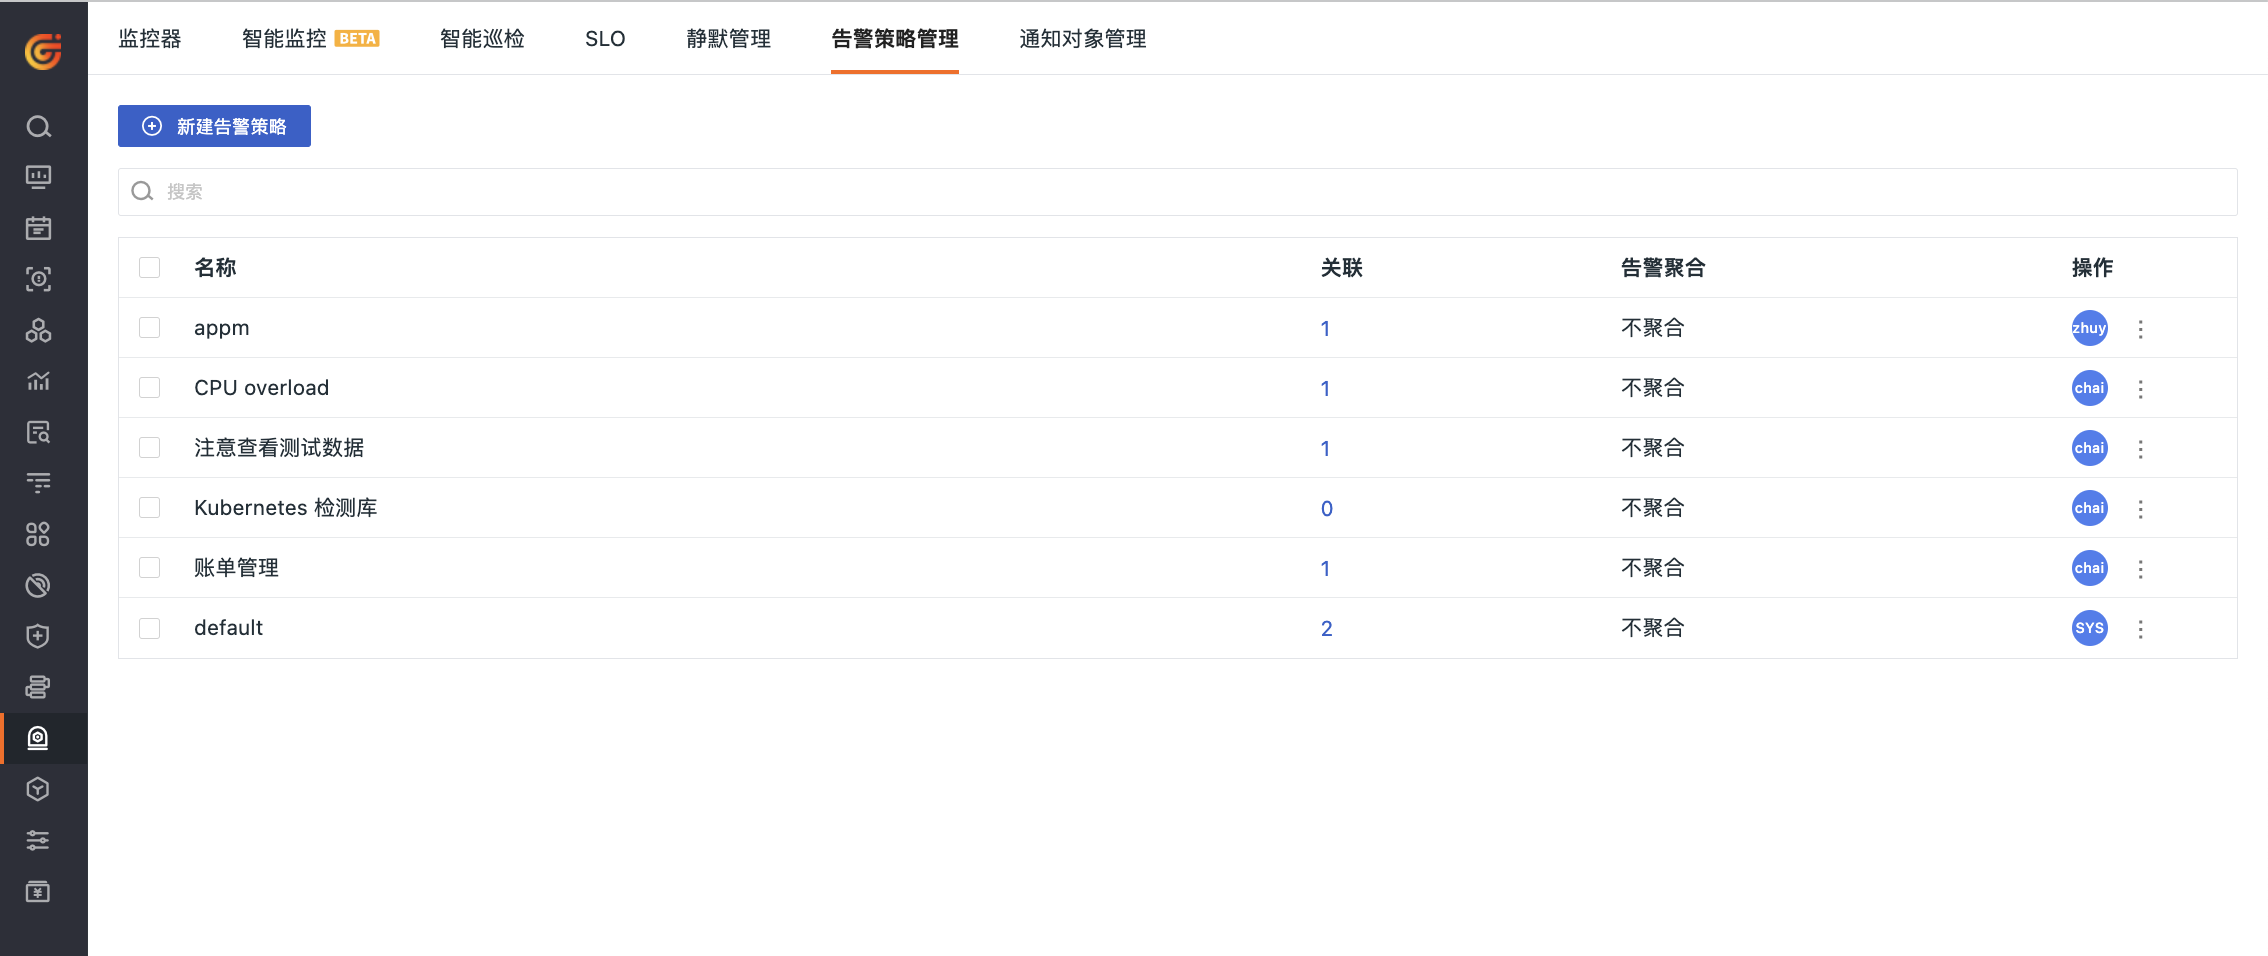 监控器 智能监控 BETA 智能巡检 SLO 静默管理 告警策略管理 通知对象管理
新建告警策略
搜索
名称 关联 告警聚合 操作
appm 1 不聚合 zhuy
CPU overload 1 不聚合 chai
注意查看测试数据 1 不聚合 chai
Kubernetes 检测库 0 不聚合 chai
账单管理 1 不聚合 chai
default 2 不聚合 SYS